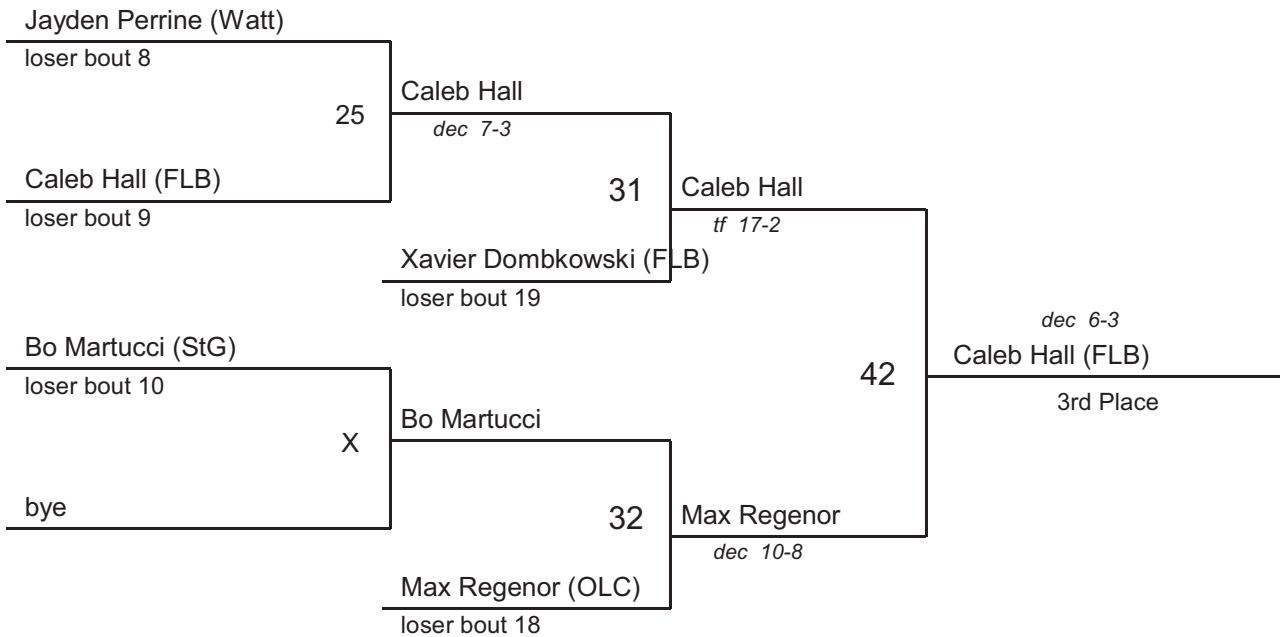 Jayden Perrine (Watt)
loser bout 8
25
Caleb Hall
dec 7-3
Caleb Hall (FLB)
loser bout 9
31
Caleb Hall
tf 17-2
Xavier Dombkowski (FLB)
loser bout 19
dec 6-3
Caleb Hall (FLB)
3rd Place
42
Bo Martucci (StG)
loser bout 10
X
Bo Martucci
bye
32
Max Regenor
dec 10-8
Max Regenor (OLC)
loser bout 18